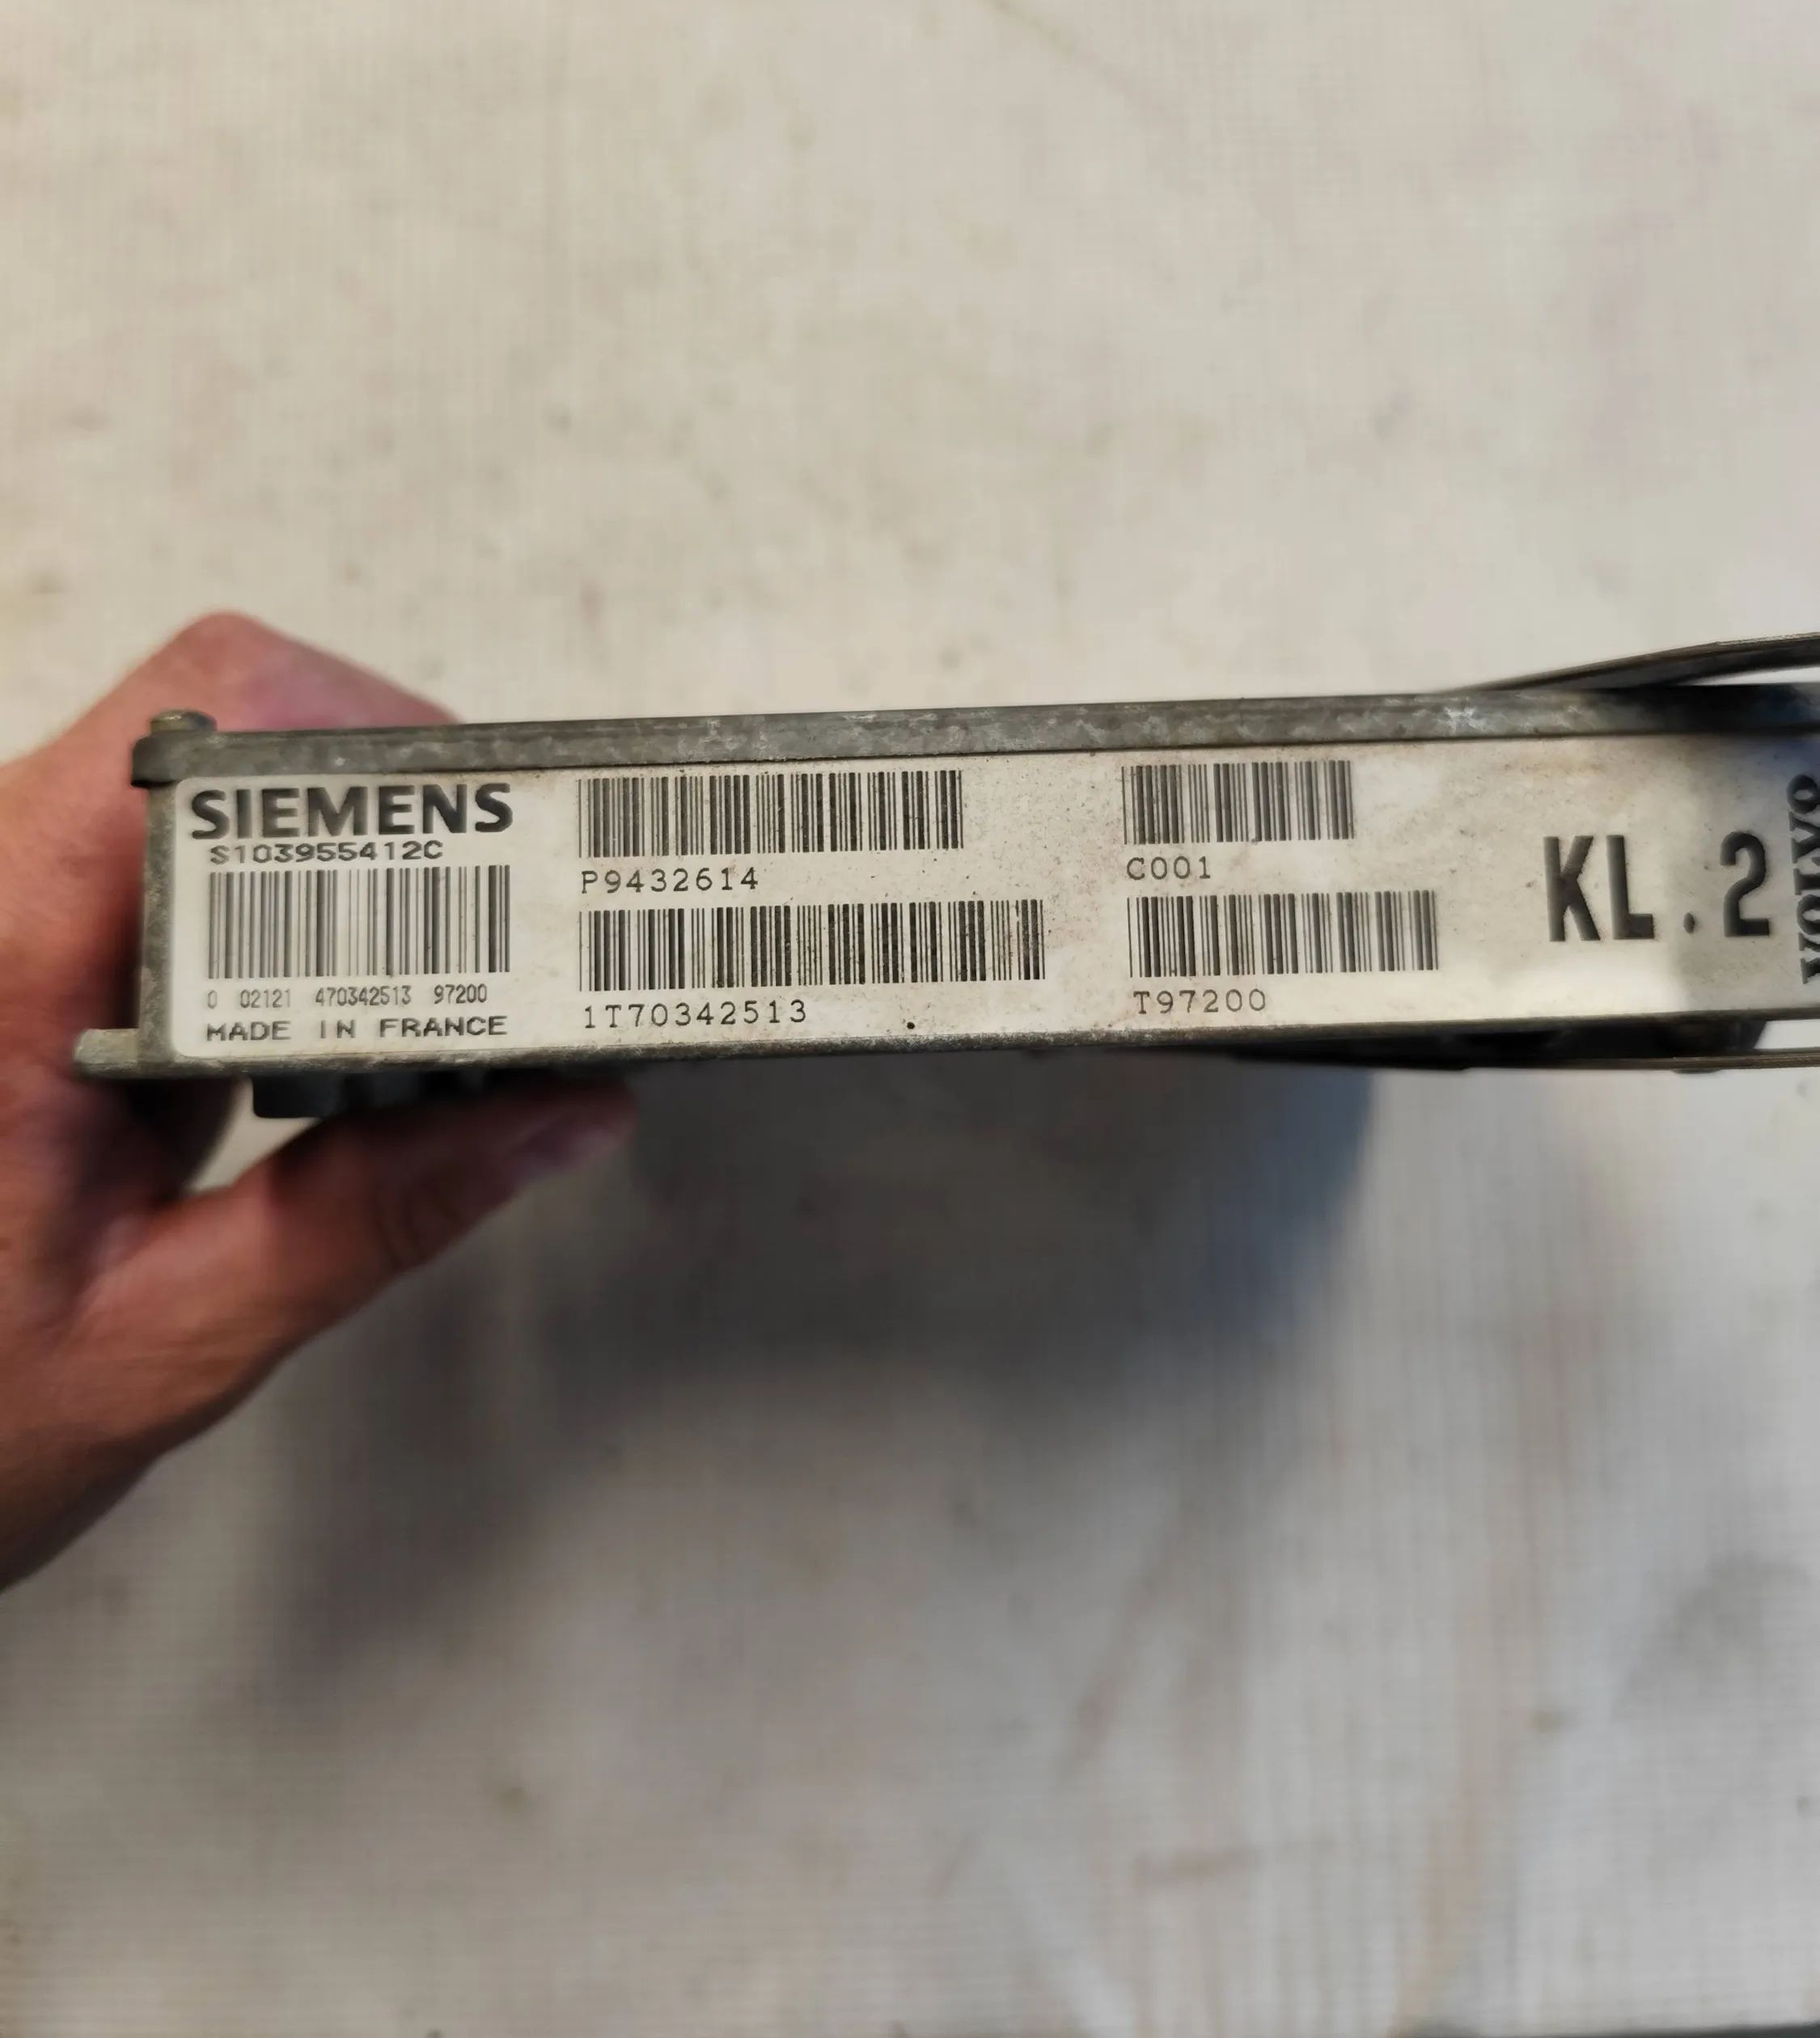 SIEMENS
S103955412C
0 02121 470342513 97200
MADE IN FRANCE
P9432614
1T70342513
C001
T97200
KL.2
VOLVO